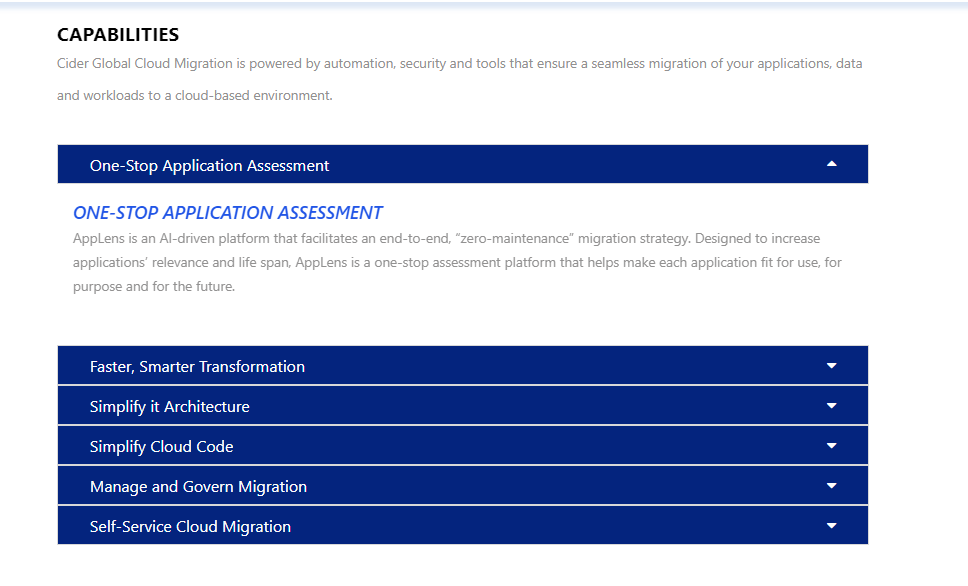 CAPABILITIES
Cider Global Cloud Migration is powered by automation, security and tools that ensure a seamless migration of your applications, data
and workloads to a cloud-based environment.
One-Stop Application Assessment
ONE-STOP APPLICATION ASSESSMENT
AppLens is an AI-driven platform that facilitates an end-to-end, “zero-maintenance” migration strategy. Designed to increase
applications’ relevance and life span, AppLens is a one-stop assessment platform that helps make each application fit for use, for
purpose and for the future.
Faster, Smarter Transformation
Simplify it Architecture
Simplify Cloud Code
Manage and Govern Migration
Self-Service Cloud Migration